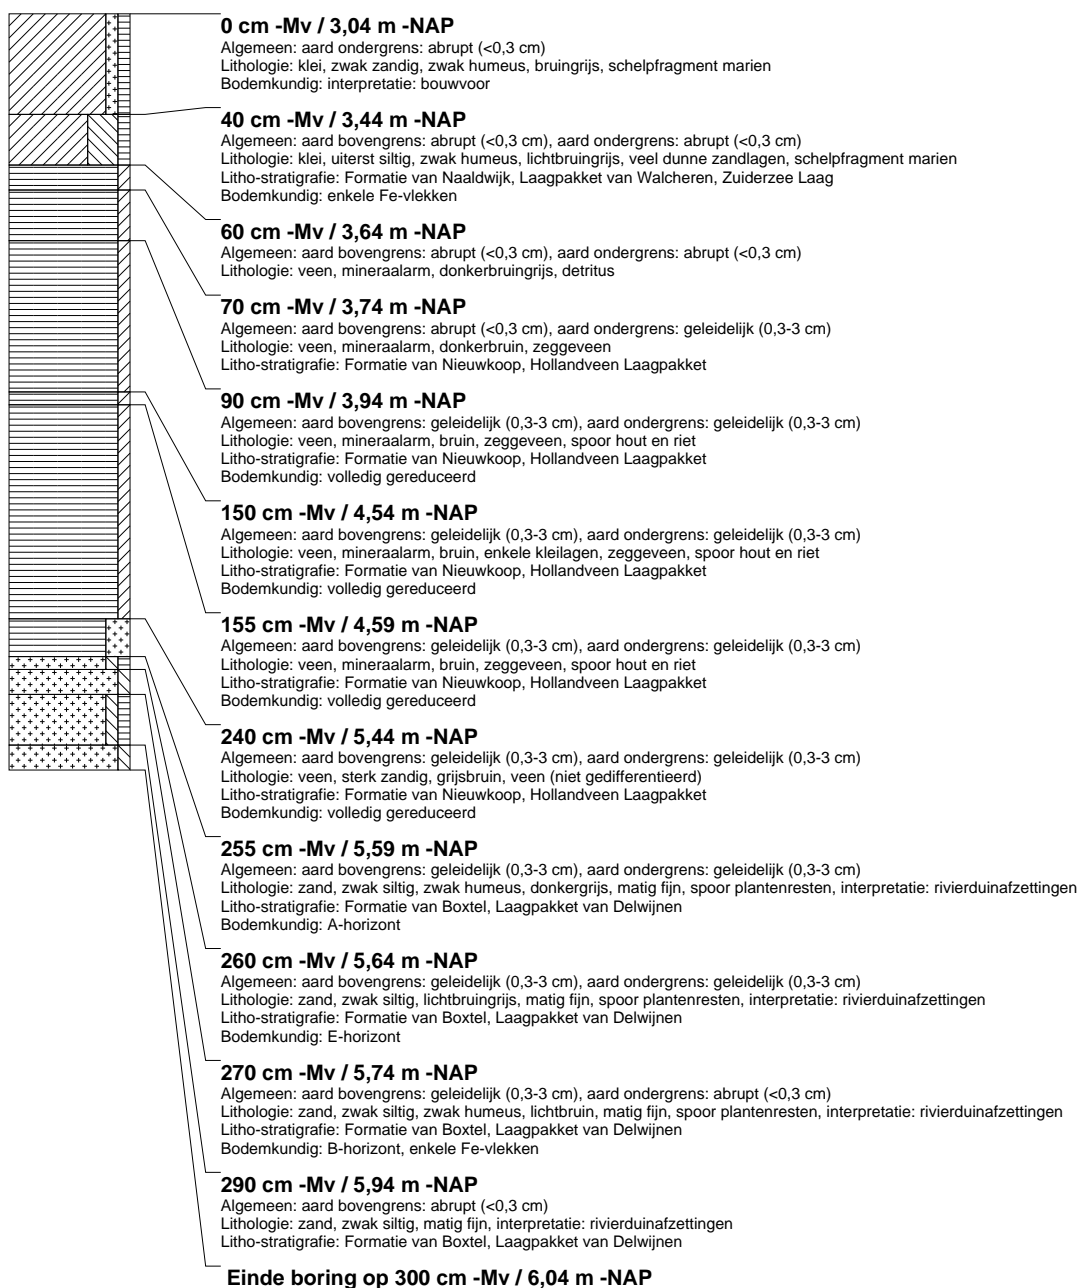 0 cm -Mv / 3,04 m -NAP
Algemeen: aard ondergrens: abrupt (<0,3 cm)
Lithologie: klei, zwak zandig, zwak humeus, bruingrijs, schelpfragment marien
Bodemkundig: interpretatie: bouwvoor
40 cm -Mv / 3,44 m -NAP
Algemeen: aard bovengrens: abrupt (<0,3 cm), aard ondergrens: abrupt (<0,3 cm)
Lithologie: klei, uiterst siltig, zwak humeus, lichtbruingrijs, veel dunne zandlagen, schelpfragment marien
Litho-stratigrafie: Formatie van Naaldwijk, Laagpakket van Walcheren, Zuiderzee Laag
Bodemkundig: enkele Fe-vlekken
60 cm -Mv / 3,64 m -NAP
Algemeen: aard bovengrens: abrupt (<0,3 cm), aard ondergrens: abrupt (<0,3 cm)
Lithologie: veen, mineraalarm, donkerbruingrijs, detritus
70 cm -Mv / 3,74 m -NAP
Algemeen: aard bovengrens: abrupt (<0,3 cm), aard ondergrens: geleidelijk (0,3-3 cm)
Lithologie: veen, mineraalarm, donkerbruin, zeggeveen
Litho-stratigrafie: Formatie van Nieuwkoop, Hollandveen Laagpakket
90 cm -Mv / 3,94 m -NAP
Algemeen: aard bovengrens: geleidelijk (0,3-3 cm), aard ondergrens: geleidelijk (0,3-3 cm)
Lithologie: veen, mineraalarm, bruin, zeggeveen, spoor hout en riet
Litho-stratigrafie: Formatie van Nieuwkoop, Hollandveen Laagpakket
Bodemkundig: volledig gereduceerd
150 cm -Mv / 4,54 m -NAP
Algemeen: aard bovengrens: geleidelijk (0,3-3 cm), aard ondergrens: geleidelijk (0,3-3 cm)
Lithologie: veen, mineraalarm, bruin, enkele kleilagen, zeggeveen, spoor hout en riet
Litho-stratigrafie: Formatie van Nieuwkoop, Hollandveen Laagpakket
Bodemkundig: volledig gereduceerd
155 cm -Mv / 4,59 m -NAP
Algemeen: aard bovengrens: geleidelijk (0,3-3 cm), aard ondergrens: geleidelijk (0,3-3 cm)
Lithologie: veen, mineraalarm, bruin, zeggeveen, spoor hout en riet
Litho-stratigrafie: Formatie van Nieuwkoop, Hollandveen Laagpakket
Bodemkundig: volledig gereduceerd
240 cm -Mv / 5,44 m -NAP
Algemeen: aard bovengrens: geleidelijk (0,3-3 cm), aard ondergrens: geleidelijk (0,3-3 cm)
Lithologie: veen, sterk zandig, grijsbruin, veen (niet gedifferentieerd)
Litho-stratigrafie: Formatie van Nieuwkoop, Hollandveen Laagpakket
Bodemkundig: volledig gereduceerd
255 cm -Mv / 5,59 m -NAP
Algemeen: aard bovengrens: geleidelijk (0,3-3 cm), aard ondergrens: geleidelijk (0,3-3 cm)
Lithologie: zand, zwak siltig, zwak humeus, donkergrijs, matig fijn, spoor plantenresten, interpretatie: rivierduinafzettingen
Litho-stratigrafie: Formatie van Boxtel, Laagpakket van Delwijnen
Bodemkundig: A-horizont
260 cm -Mv / 5,64 m -NAP
Algemeen: aard bovengrens: geleidelijk (0,3-3 cm), aard ondergrens: geleidelijk (0,3-3 cm)
Lithologie: zand, zwak siltig, lichtbruingrijs, matig fijn, spoor plantenresten, interpretatie: rivierduinafzettingen
Litho-stratigrafie: Formatie van Boxtel, Laagpakket van Delwijnen
Bodemkundig: E-horizont
270 cm -Mv / 5,74 m -NAP
Algemeen: aard bovengrens: geleidelijk (0,3-3 cm), aard ondergrens: abrupt (<0,3 cm)
Lithologie: zand, zwak siltig, zwak humeus, lichtbruin, matig fijn, spoor plantenresten, interpretatie: rivierduinafzettingen
Litho-stratigrafie: Formatie van Boxtel, Laagpakket van Delwijnen
Bodemkundig: B-horizont, enkele Fe-vlekken
290 cm -Mv / 5,94 m -NAP
Algemeen: aard bovengrens: abrupt (<0,3 cm)
Lithologie: zand, zwak siltig, matig fijn, interpretatie: rivierduinafzettingen
Litho-stratigrafie: Formatie van Boxtel, Laagpakket van Delwijnen
Einde boring op 300 cm -Mv / 6,04 m -NAP